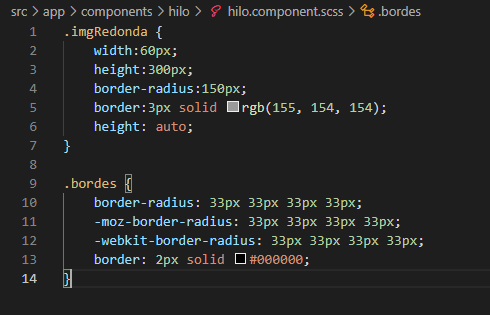 src > app > components > hilo > hilo.component.scss > .bordes
1 .imgRedonda {
2 width:60px;
3 height:300px;
4 border-radius:150px;
5 border:3px solid rgb(155, 154, 154);
6 height: auto;
7 }
8
9 .bordes {
10 border-radius: 33px 33px 33px 33px;
11 -moz-border-radius: 33px 33px 33px 33px;
12 -webkit-border-radius: 33px 33px 33px 33px;
13 border: 2px solid #000000;
14 }